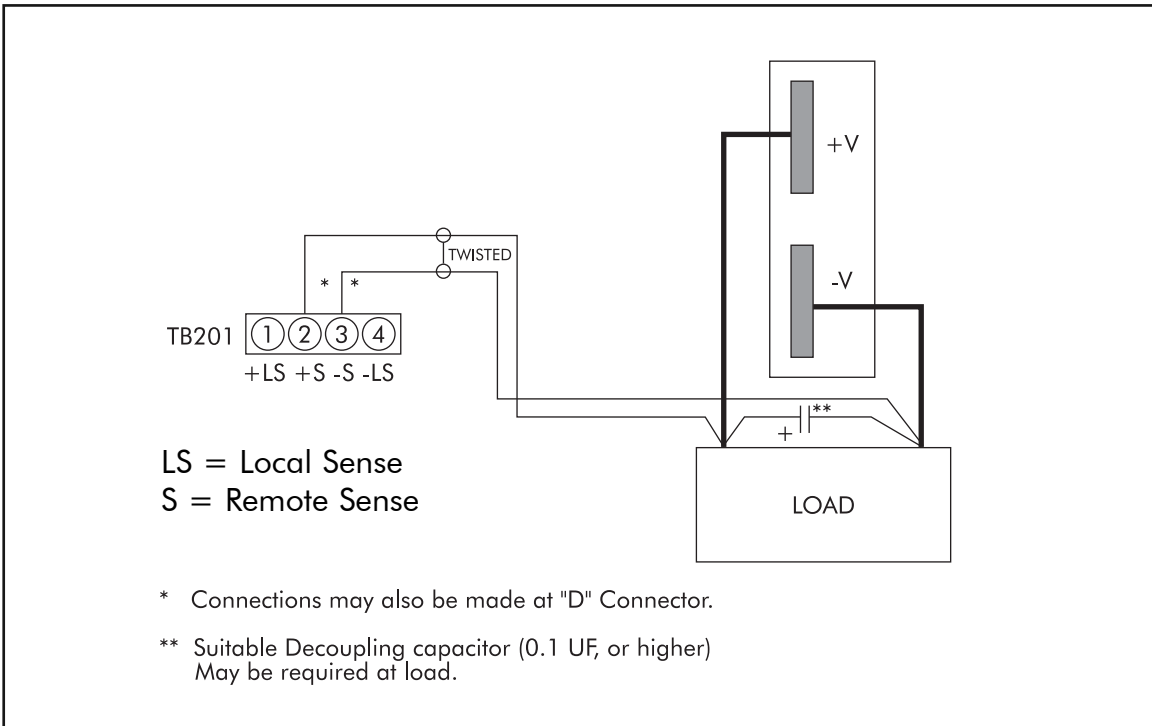 +V
-V
TWISTED
* *
TB201 1 2 3 4
+LS +S -S -LS
**
+
LS = Local Sense
S = Remote Sense
LOAD
* Connections may also be made at "D" Connector.
** Suitable Decoupling capacitor (0.1 UF, or higher)
May be required at load.